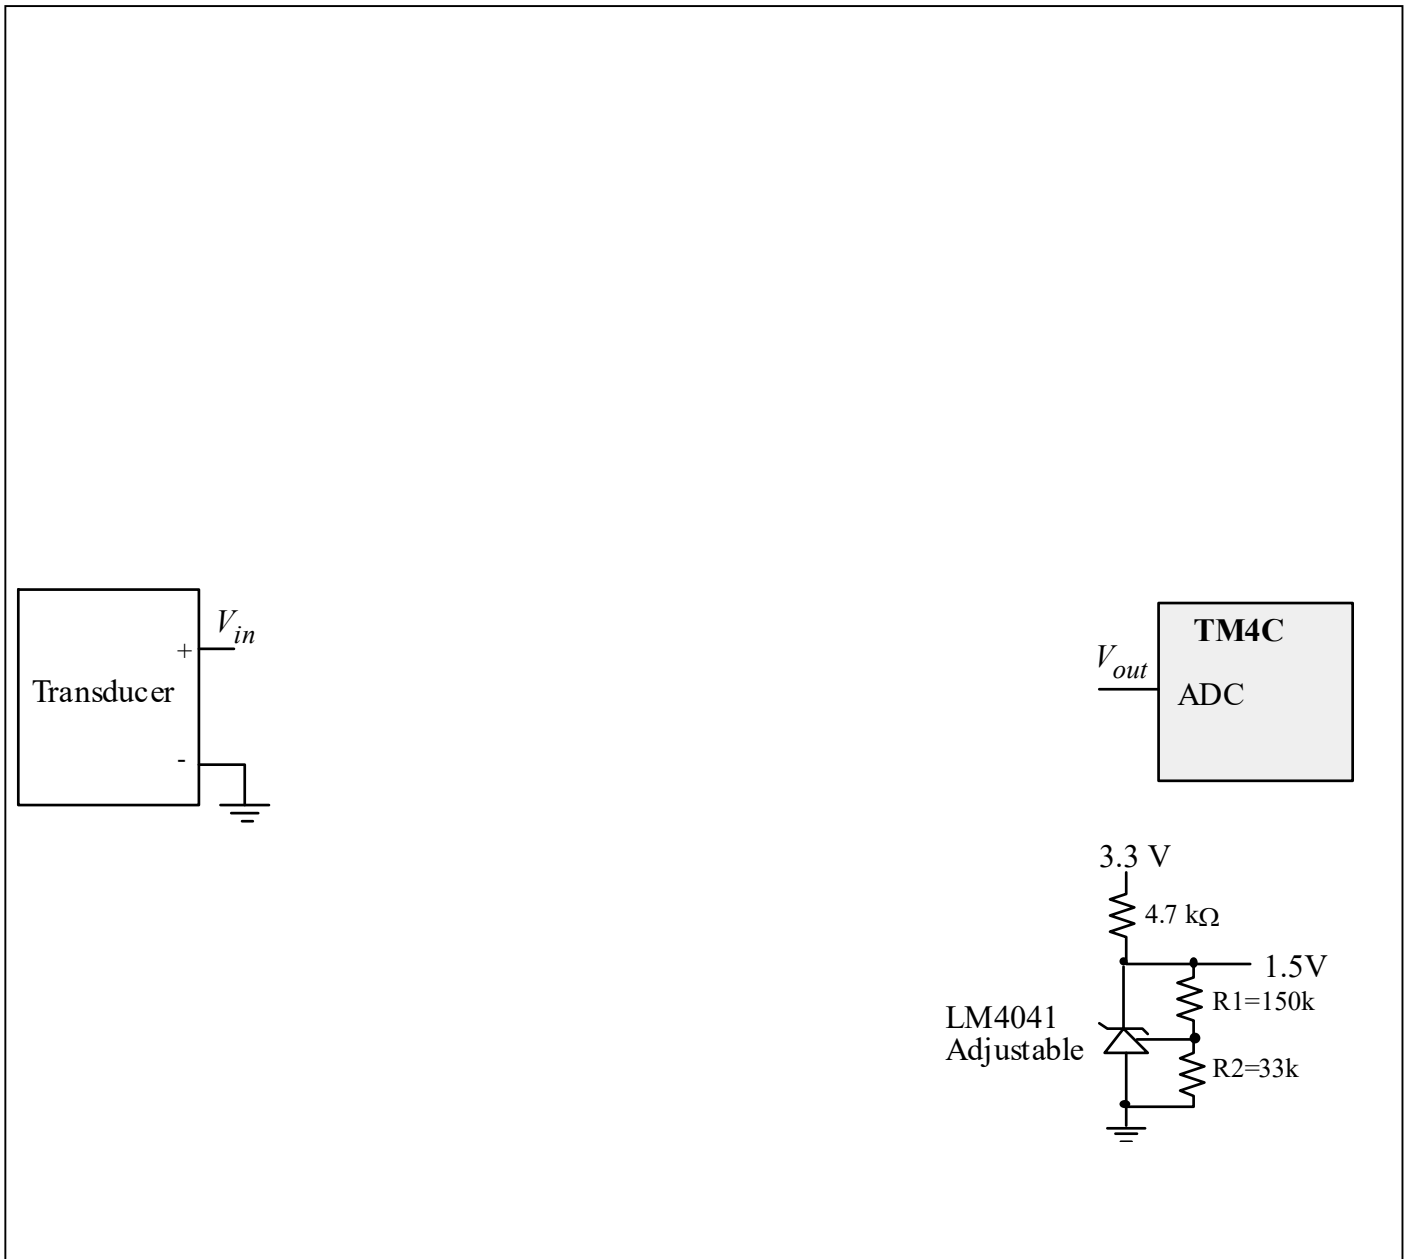 V_in
+
Transducer
-
TM4C
V_out
ADC
3.3 V
4.7 kΩ
1.5V
R1=150k
LM4041
Adjustable
R2=33k